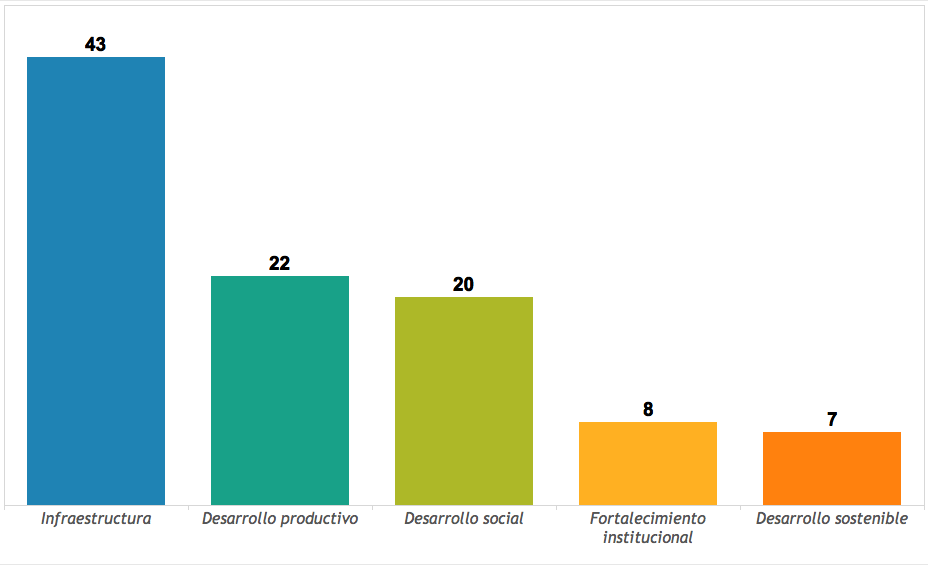 43
22
20
8
7
Infraestructura
Desarrollo productivo
Desarrollo social
Fortalecimiento
institucional
Desarrollo sostenible